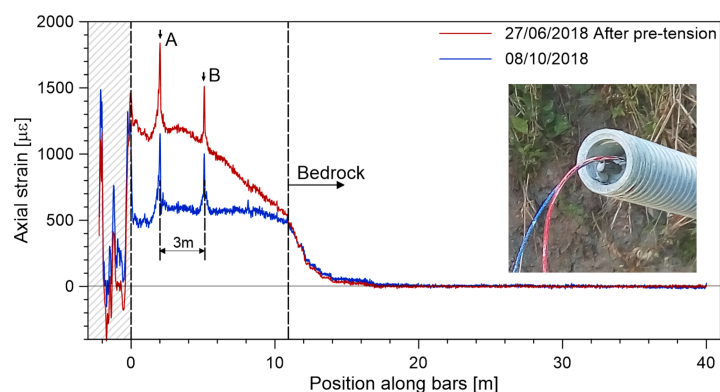 2000
27/06/2018 After pre-tension
08/10/2018
A
1500
B
Axial strain [με]
1000
Bedrock
500
3m
0
0
10
20
30
40
Position along bars [m]